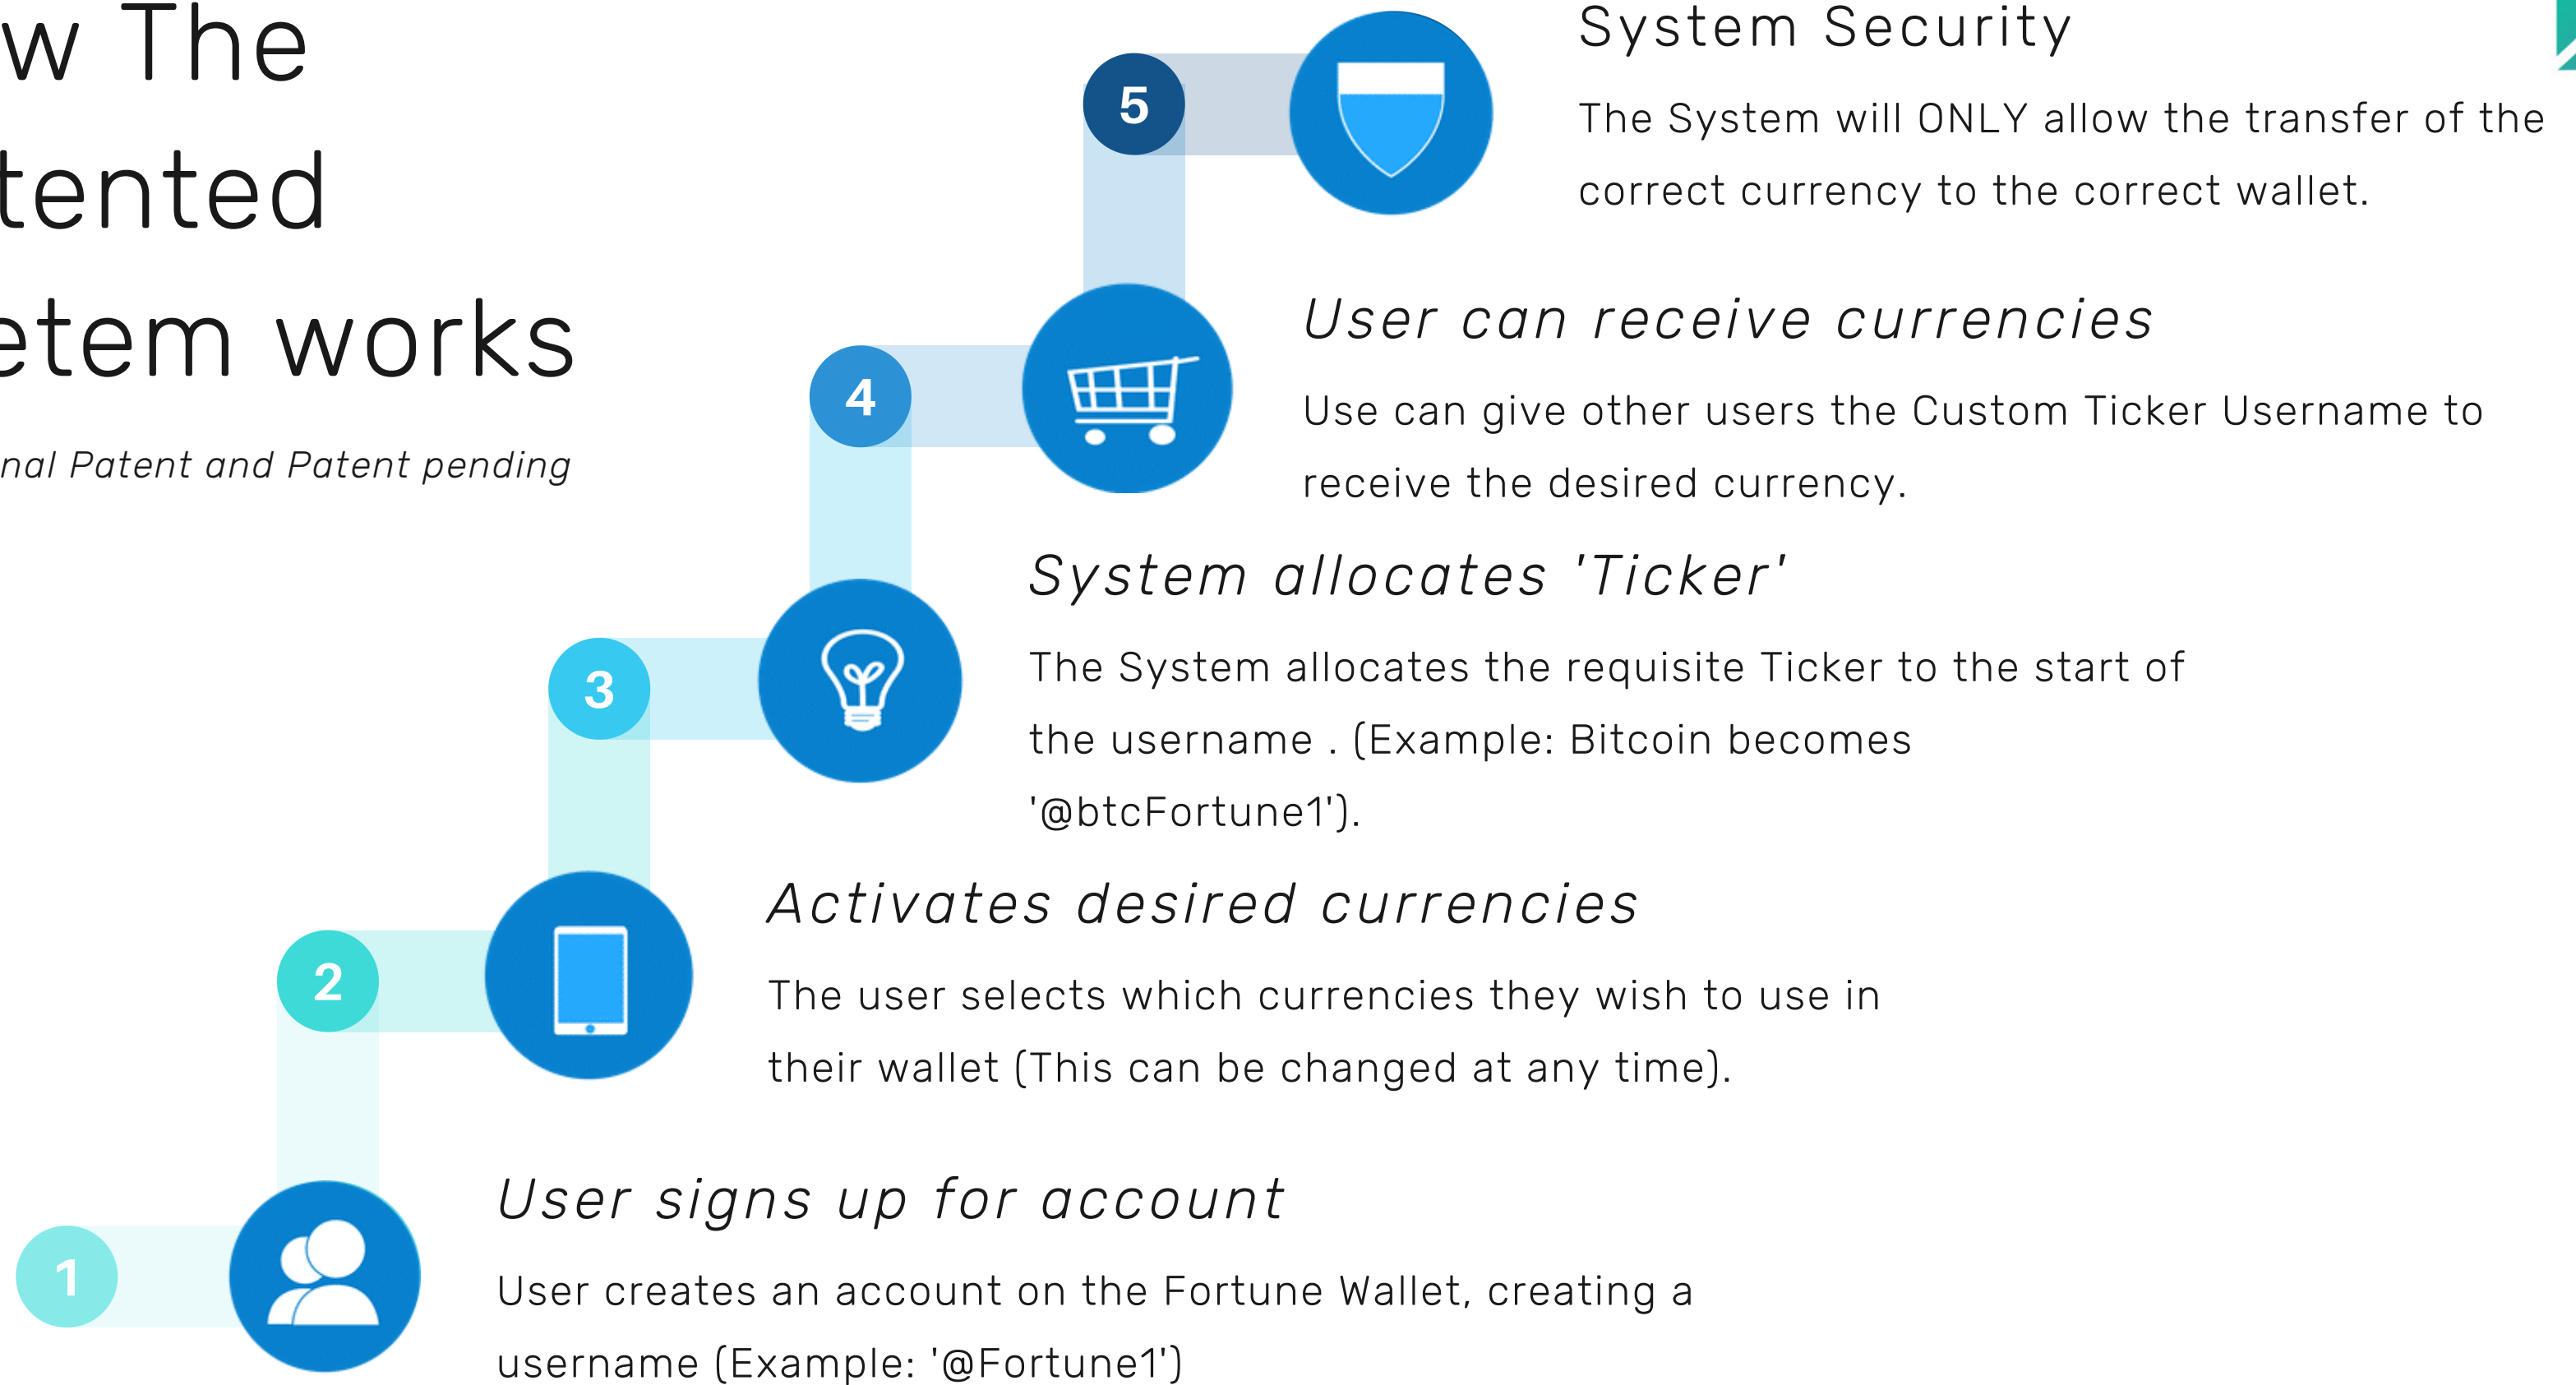 w The
tented
etem works
nal Patent and Patent pending
5
System Security
The System will ONLY allow the transfer of the
correct currency to the correct wallet.
4
User can receive currencies
Use can give other users the Custom Ticker Username to
receive the desired currency.
3
System allocates 'Ticker'
The System allocates the requisite Ticker to the start of
the username . (Example: Bitcoin becomes
'@btcFortune1').
2
Activates desired currencies
The user selects which currencies they wish to use in
their wallet (This can be changed at any time).
1
User signs up for account
User creates an account on the Fortune Wallet, creating a
username (Example: '@Fortune1')